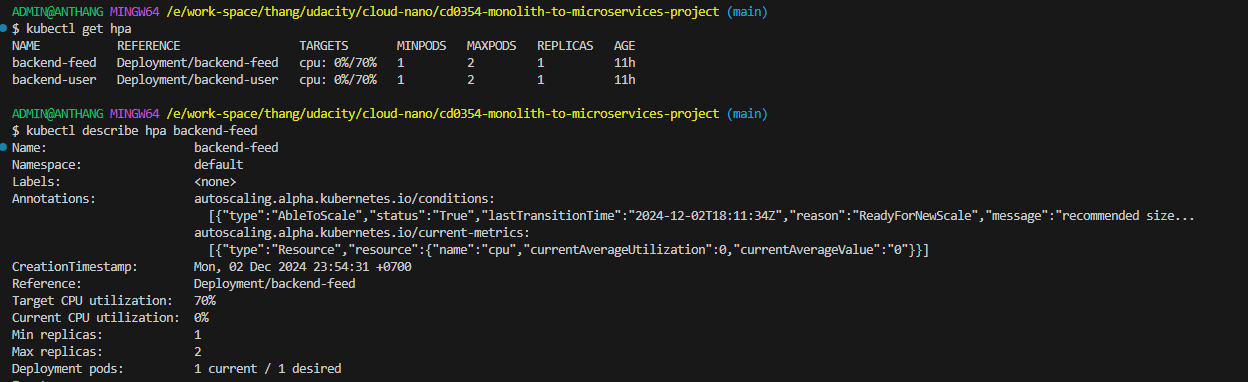 ADMIN@ANTHANG MINGW64 /e/work-space/thang/udacity/cloud-nano/cd0354-monolith-to-microservices-project (main)
$ kubectl get hpa
NAME REFERENCE TARGETS MINPODS MAXPODS REPLICAS AGE
backend-feed Deployment/backend-feed cpu: 0%/70% 1 2 1 11h
backend-user Deployment/backend-user cpu: 0%/70% 1 2 1 11h
ADMIN@ANTHANG MINGW64 /e/work-space/thang/udacity/cloud-nano/cd0354-monolith-to-microservices-project (main)
$ kubectl describe hpa backend-feed
Name: backend-feed
Namespace: default
Labels: <none>
Annotations: autoscaling.alpha.kubernetes.io/conditions:
[{"type":"AbleToScale","status":"True","lastTransitionTime":"2024-12-02T18:11:34Z","reason":"ReadyForNewScale","message":"recommended size...
autoscaling.alpha.kubernetes.io/current-metrics:
[{"type":"Resource","resource":{"name":"cpu","currentAverageUtilization":0,"currentAverageValue":"0"}}]
CreationTimestamp: Mon, 02 Dec 2024 23:54:31 +0700
Reference: Deployment/backend-feed
Target CPU utilization: 70%
Current CPU utilization: 0%
Min replicas: 1
Max replicas: 2
Deployment pods: 1 current / 1 desired